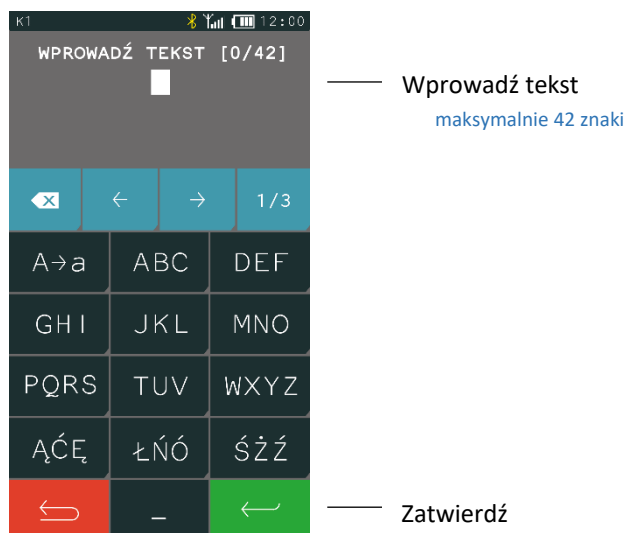 K1 12:00
WPROWADŹ TEKST [0/42]
Wprowadź tekst
maksymalnie 42 znaki
← → 1/3
A→a ABC DEF
GHI JKL MNO
PQRS TUV WXYZ
ĄĆĘ ŁŃÓ ŚŻŹ
_
Zatwierdź